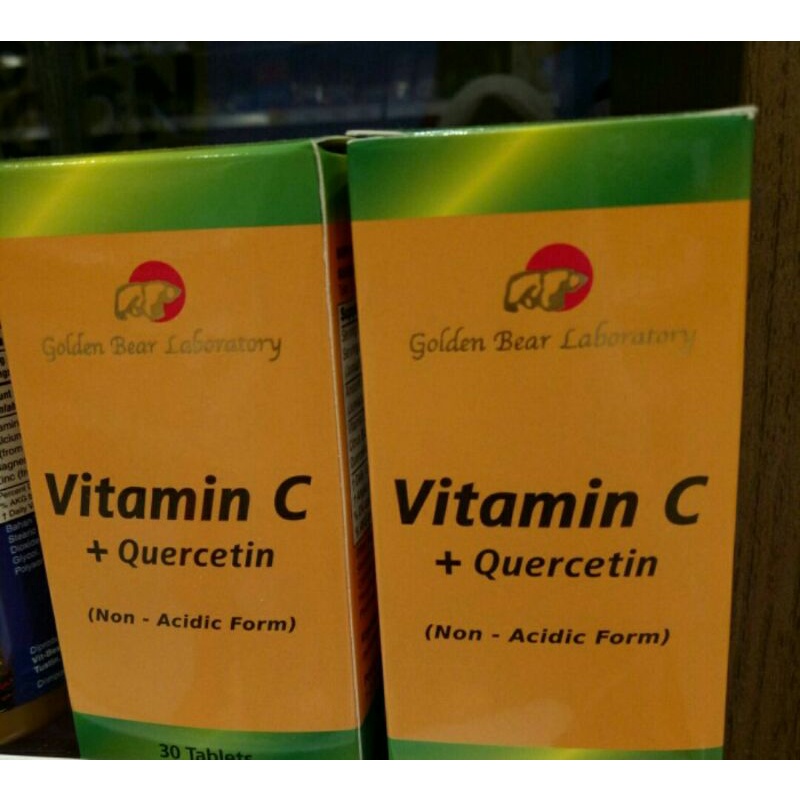 Golden Bear Laboratory
Vitamin C
+ Quercetin
(Non - Acidic Form)
30 Tablets
Golden Bear Laboratory
Vitamin C
+ Quercetin
(Non - Acidic Form)